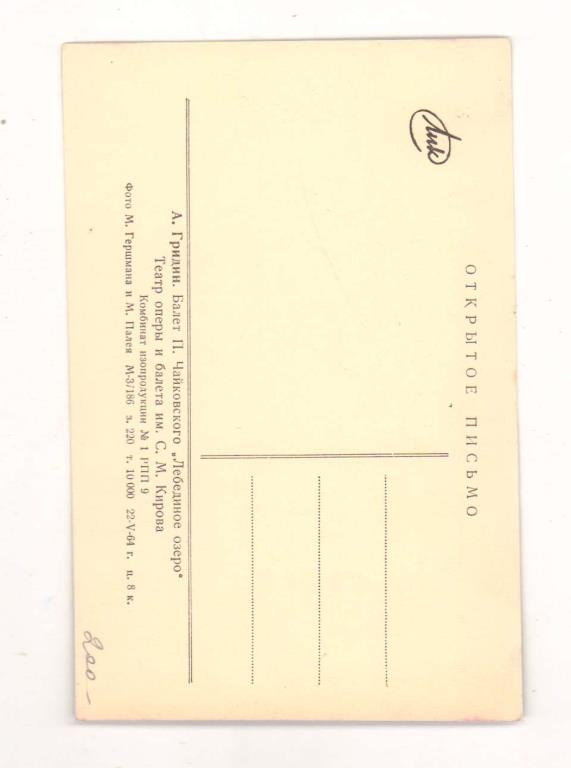 Лик
ОТКРЫТОЕ ПИСЬМО
А. Гридин. Балет П. Чайковского „Лебединое озеро"
Театр оперы и балета им. С. М. Кирова
Комбинат изопродукции № 1 РПП 9
Фото М. Гершмана и М. Палея М-37186 з. 220 т. 10 000 22-V-64 г. ц. 8 к.
200.-